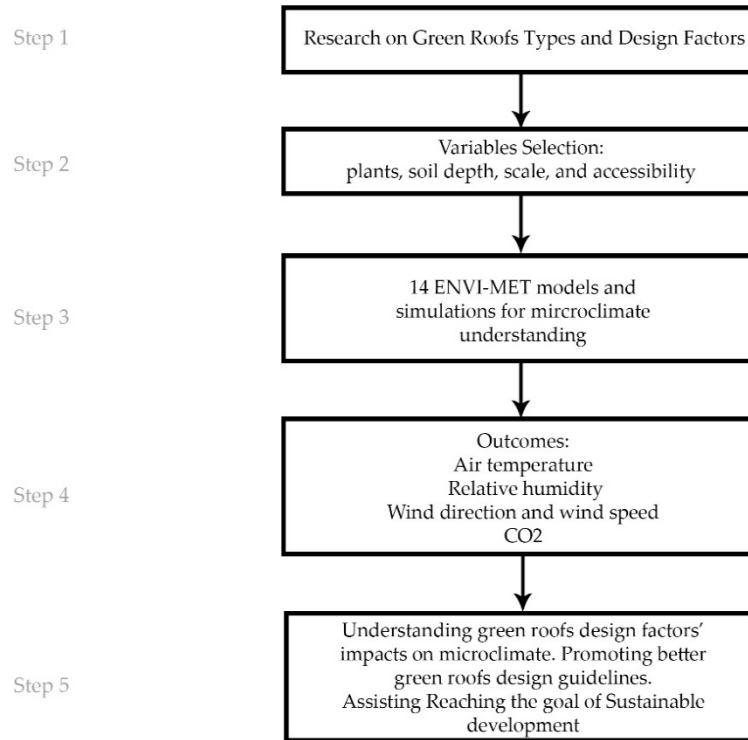 Step 1
Research on Green Roofs Types and Design Factors
Step 2
Variables Selection:
plants, soil depth, scale, and accessibility
Step 3
14 ENVI-MET models and
simulations for mircroclimate
understanding
Step 4
Outcomes:
Air temperature
Relative humidity
Wind direction and wind speed
CO2
Step 5
Understanding green roofs design factors'
impacts on microclimate. Promoting better
green roofs design guidelines.
Assisting Reaching the goal of Sustainable
development